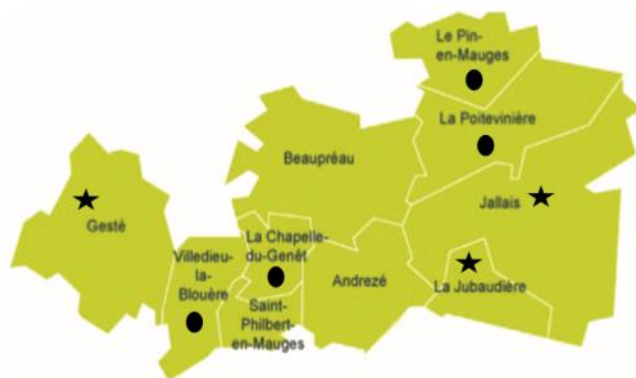 Le Pin-
en-Mauges
La Poitevinière
Beaupréau
Jallais
Gesté
La Chapelle-
du-Genêt
Villedieu-
la-
Blouère
Andrezé
La Jubaudière
Saint-
Philbert-
en-Mauges